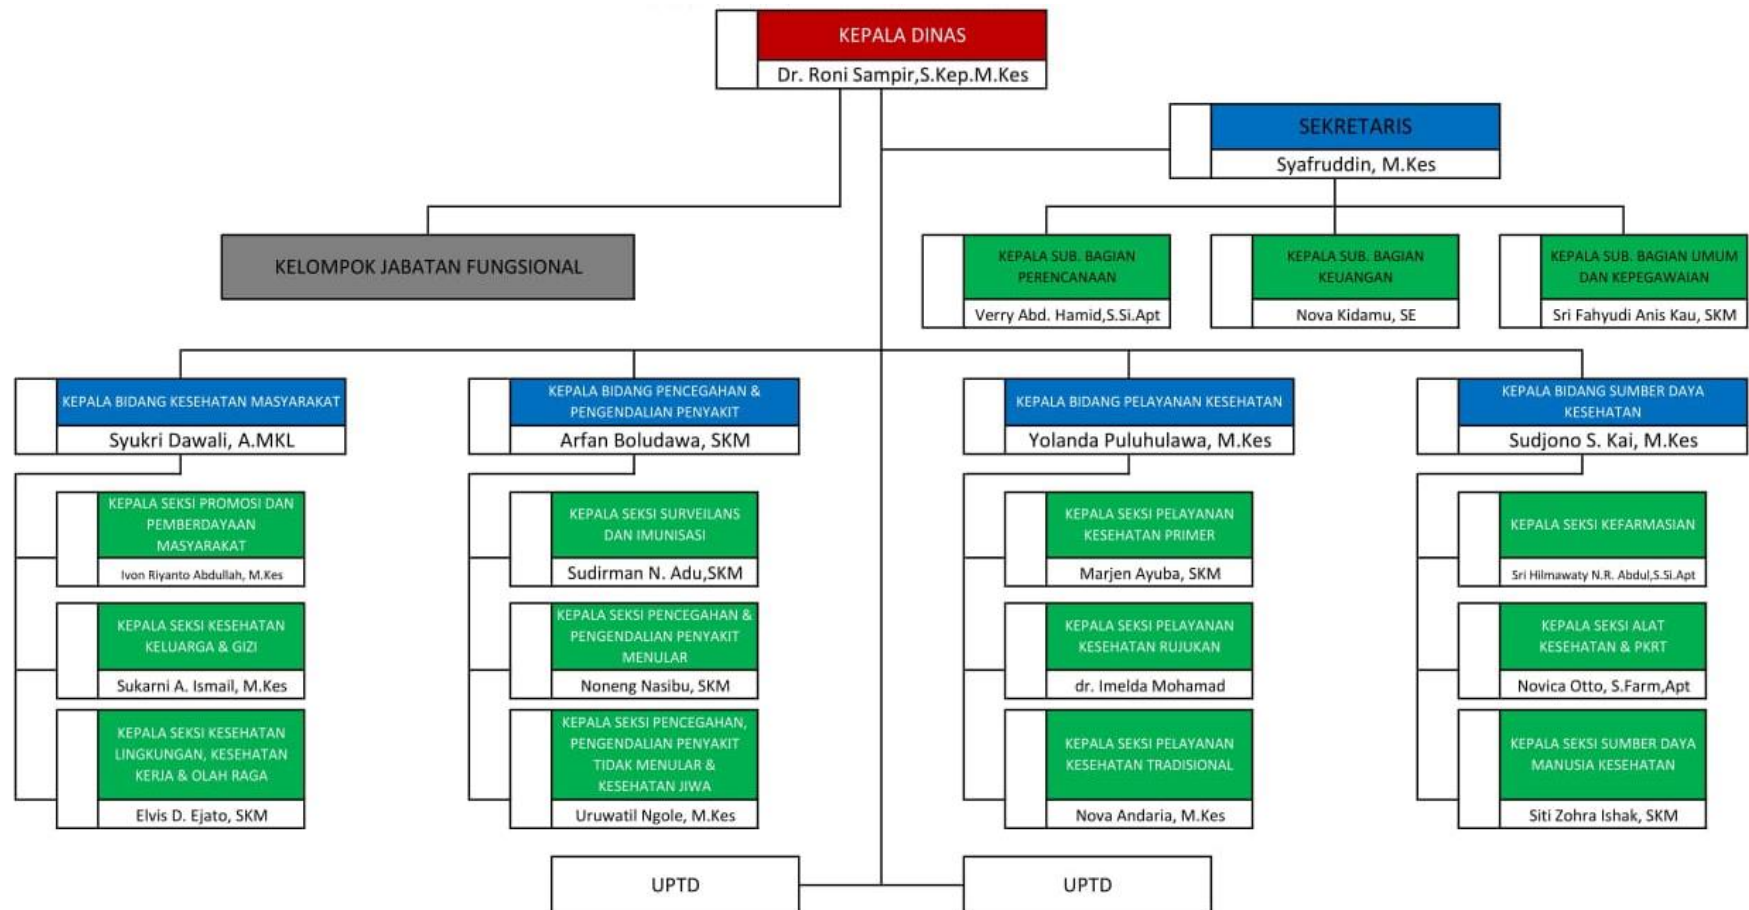 KEPALA DINAS
Dr. Roni Sampir,S.Kep.M.Kes
SEKRETARIS
Syafruddin, M.Kes
KELOMPOK JABATAN FUNGSIONAL
KEPALA SUB. BAGIAN
PERENCANAAN
Verry Abd. Hamid,S.Si.Apt
KEPALA SUB. BAGIAN
KEUANGAN
Nova Kidamu, SE
KEPALA SUB. BAGIAN UMUM
DAN KEPEGAWAIAN
Sri Fahyudi Anis Kau, SKM
KEPALA BIDANG KESEHATAN MASYARAKAT
Syukri Dawali, A.MKL
KEPALA BIDANG PENCEGAHAN &
PENGENDALIAN PENYAKIT
Arfan Boludawa, SKM
KEPALA BIDANG PELAYANAN KESEHATAN
Yolanda Puluhulawa, M.Kes
KEPALA BIDANG SUMBER DAYA
KESEHATAN
Sudjono S. Kai, M.Kes
KEPALA SEKSI PROMOSI DAN
PEMBERDAYAAN
MASYARAKAT
Ivon Riyanto Abdullah, M.Kes
KEPALA SEKSI KESEHATAN
KELUARGA & GIZI
Sukarni A. Ismail, M.Kes
KEPALA SEKSI KESEHATAN
LINGKUNGAN, KESEHATAN
KERJA & OLAH RAGA
Elvis D. Ejato, SKM
KEPALA SEKSI SURVEILANS
DAN IMUNISASI
Sudirman N. Adu,SKM
KEPALA SEKSI PENCEGAHAN &
PENGENDALIAN PENYAKIT
MENULAR
Noneng Nasibu, SKM
KEPALA SEKSI PENCEGAHAN,
PENGENDALIAN PENYAKIT
TIDAK MENULAR &
KESEHATAN JIWA
Uruwatil Ngole, M.Kes
KEPALA SEKSI PELAYANAN
KESEHATAN PRIMER
Marjen Ayuba, SKM
KEPALA SEKSI PELAYANAN
KESEHATAN RUJUKAN
dr. Imelda Mohamad
KEPALA SEKSI PELAYANAN
KESEHATAN TRADISIONAL
Nova Andaria, M.Kes
KEPALA SEKSI KEFARMASIAN
Sri Hilmawaty N.R. Abdul,S.Si.Apt
KEPALA SEKSI ALAT
KESEHATAN & PKRT
Novica Otto, S.Farm,Apt
KEPALA SEKSI SUMBER DAYA
MANUSIA KESEHATAN
Siti Zohra Ishak, SKM
UPTD
UPTD